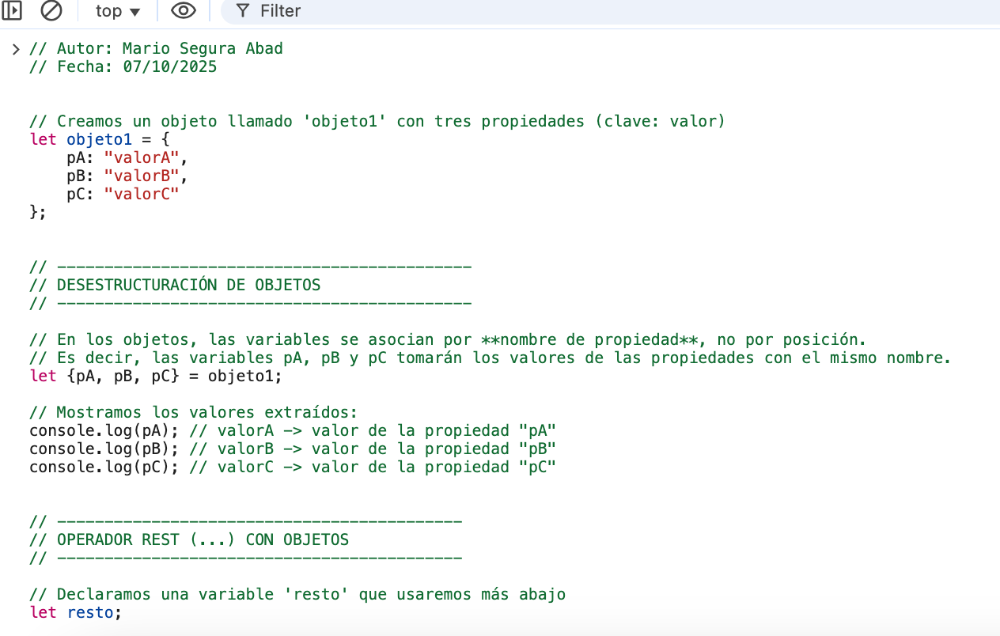 top
Filter
// Autor: Mario Segura Abad
// Fecha: 07/10/2025
// Creamos un objeto llamado 'objeto1' con tres propiedades (clave: valor)
let objeto1 = {
    pA: "valorA",
    pB: "valorB",
    pC: "valorC"
};
// --------------------------------------------
// DESESTRUCTURACIÓN DE OBJETOS
// --------------------------------------------
// En los objetos, las variables se asocian por **nombre de propiedad**, no por posición.
// Es decir, las variables pA, pB y pC tomarán los valores de las propiedades con el mismo nombre.
let {pA, pB, pC} = objeto1;
// Mostramos los valores extraídos:
console.log(pA); // valorA -> valor de la propiedad "pA"
console.log(pB); // valorB -> valor de la propiedad "pB"
console.log(pC); // valorC -> valor de la propiedad "pC"
// -------------------------------------------
// OPERADOR REST (...) CON OBJETOS
// -------------------------------------------
// Declaramos una variable 'resto' que usaremos más abajo
let resto;